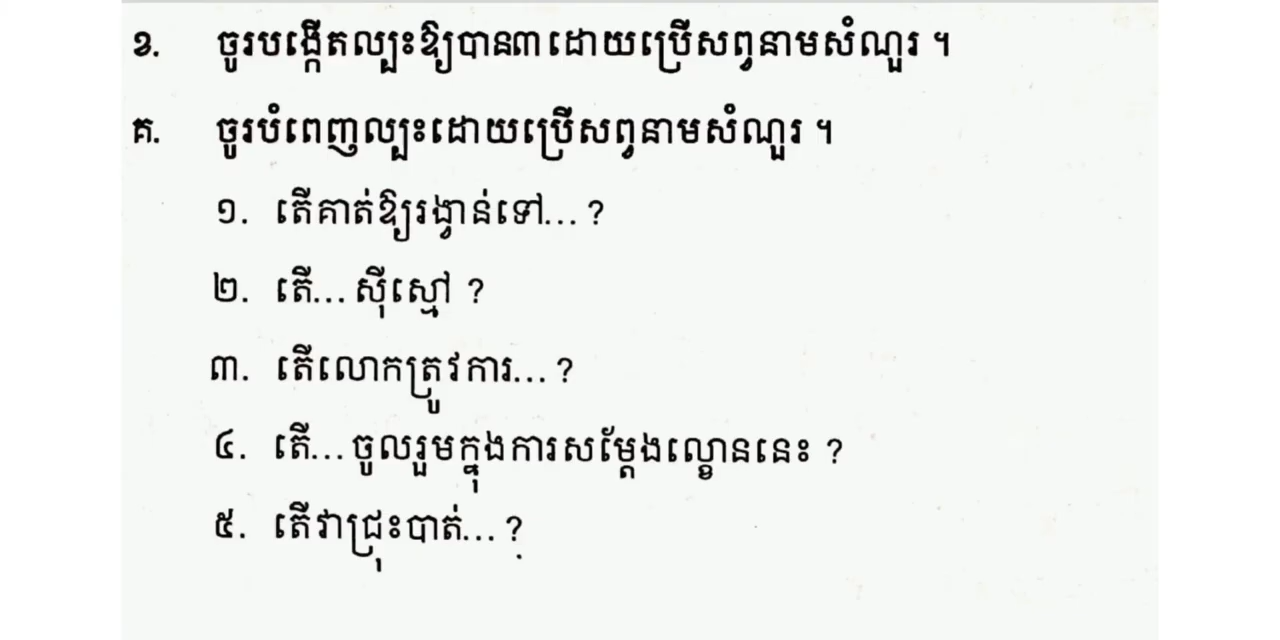 ខ. ចូរបង្កើតល្បះឱ្យបាន៣ដោយប្រើសព្វនាមសំណួរ ។
គ. ចូរបំពេញល្បះដោយប្រើសព្វនាមសំណួរ ។
១. តើគាត់ឱ្យរង្វាន់ទៅ... ?
២. តើ... ស៊ីស្មៅ ?
៣. តើលោកត្រូវការ... ?
៤. តើ... ចូលរួមក្នុងការសម្ដែងល្ខោននេះ ?
៥. តើវាជ្រុះបាត់... ?